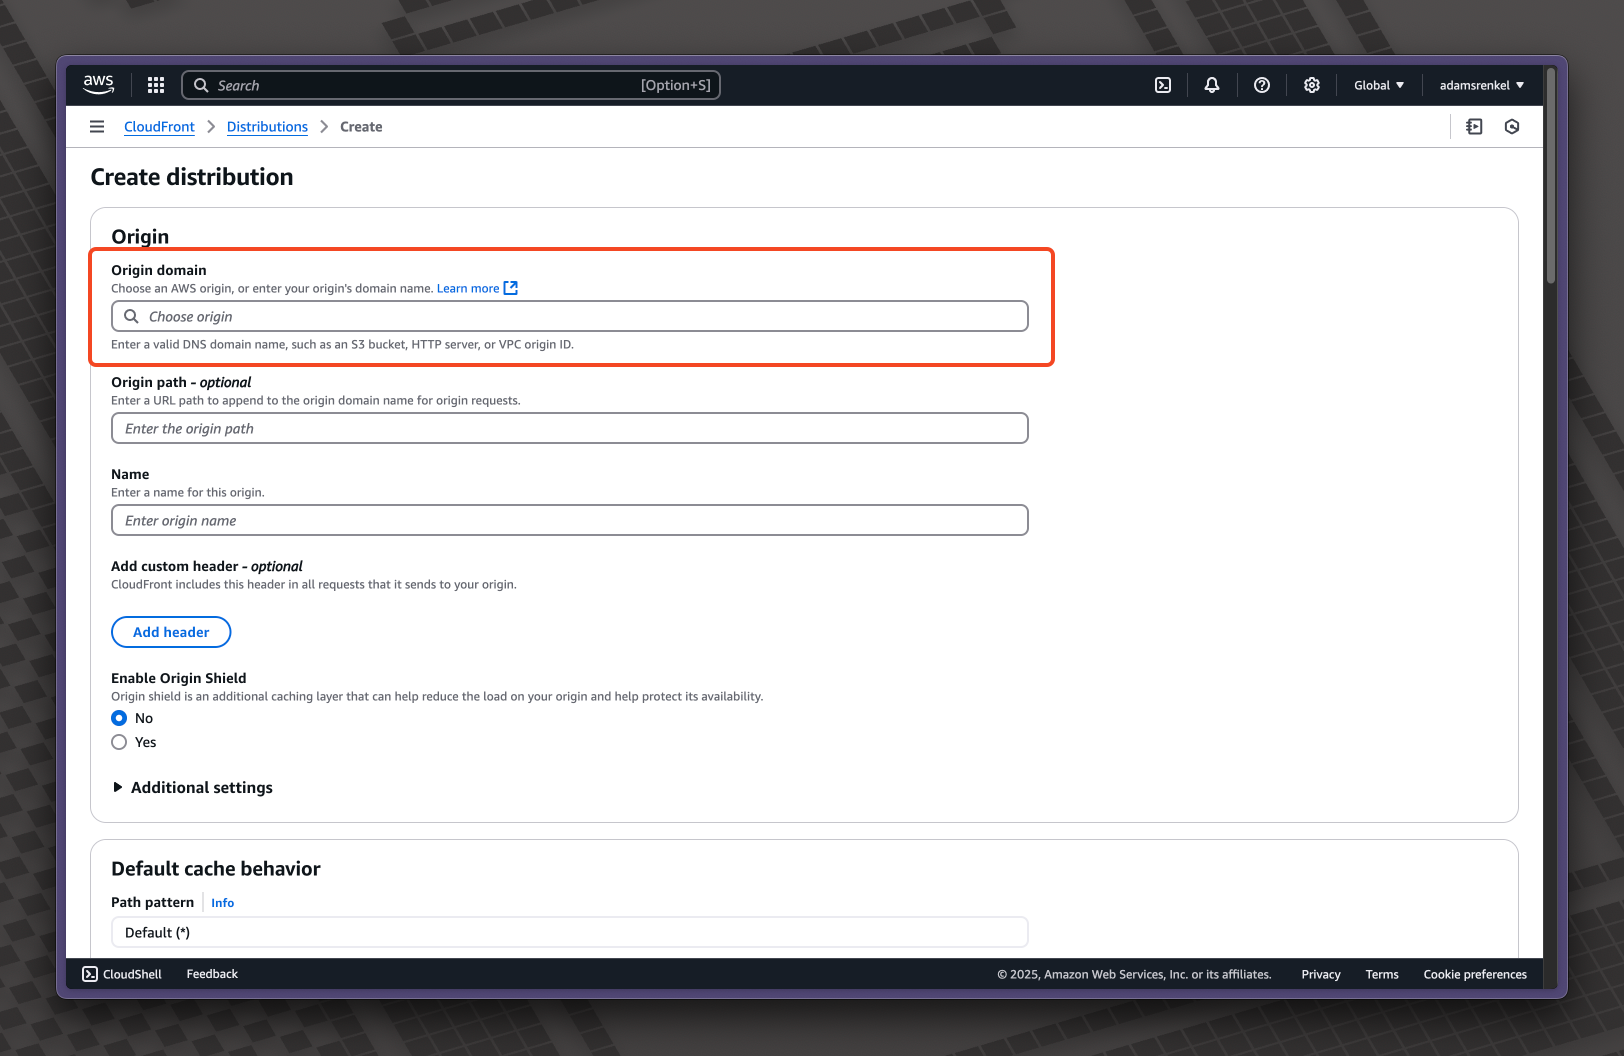 aws
Search [Option+S] Global adamsrenkel
CloudFront Distributions Create
Create distribution
Origin
Origin domain
Choose an AWS origin, or enter your origin's domain name. Learn more
Choose origin
Enter a valid DNS domain name, such as an S3 bucket, HTTP server, or VPC origin ID.
Origin path - optional
Enter a URL path to append to the origin domain name for origin requests.
Enter the origin path
Name
Enter a name for this origin.
Enter origin name
Add custom header - optional
CloudFront includes this header in all requests that it sends to your origin.
Add header
Enable Origin Shield
Origin shield is an additional caching layer that can help reduce the load on your origin and help protect its availability.
No
Yes
Additional settings
Default cache behavior
Path pattern Info
Default (*)
CloudShell Feedback © 2025, Amazon Web Services, Inc. or its affiliates. Privacy Terms Cookie preferences